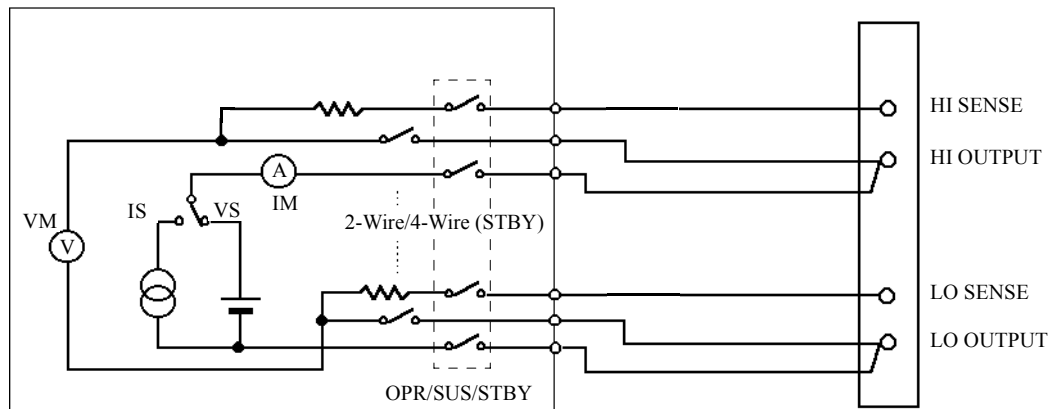 HI SENSE
HI OUTPUT
A
IM
IS
VS
VM
V
2-Wire/4-Wire (STBY)
LO SENSE
LO OUTPUT
OPR/SUS/STBY